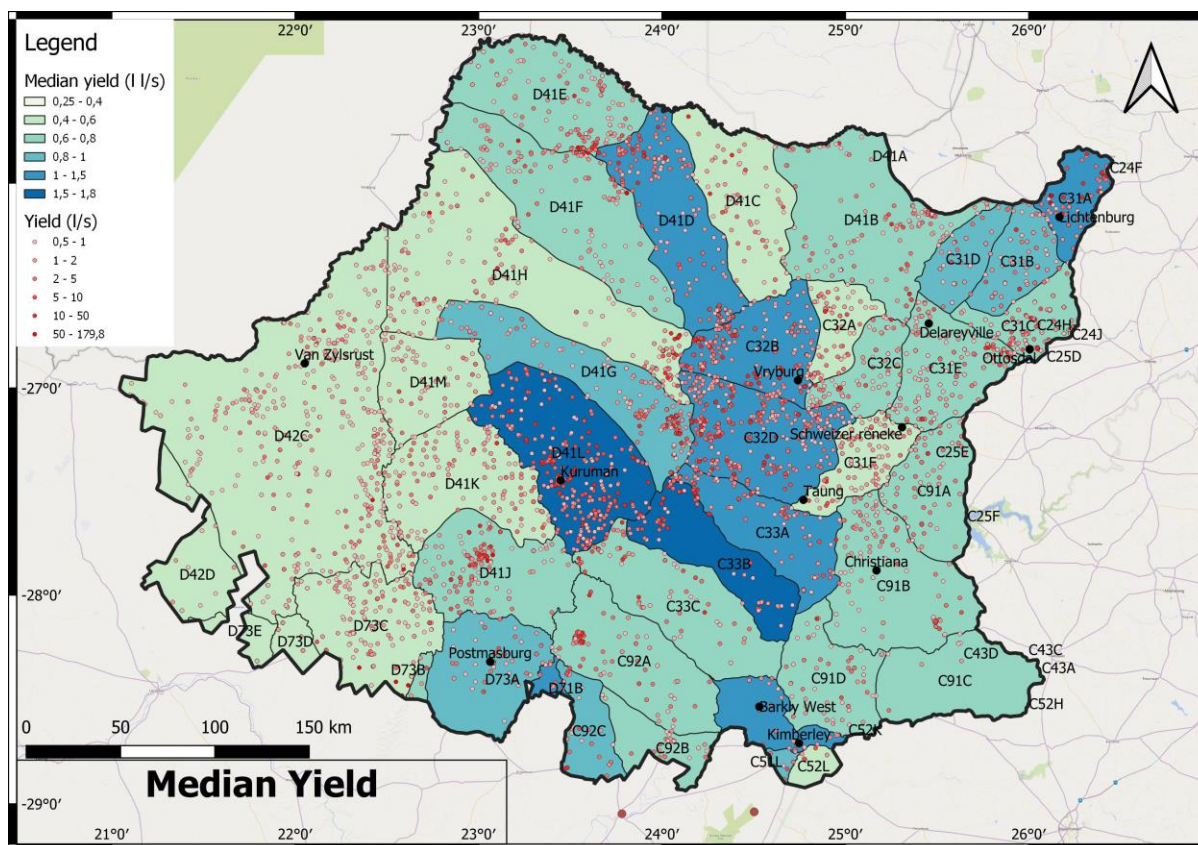 22°0′ 23°0′ 24°0′ 25°0′ 26°0′
Legend
Median yield (l l/s)
0,25 - 0,4
0,4 - 0,6
0,6 - 0,8
0,8 - 1
1 - 1,5
1,5 - 1,8
Yield (l/s)
0,5 - 1
1 - 2
2 - 5
5 - 10
10 - 50
50 - 179,8
D41E
D41A
C24F
D41F
D41D
D41C
D41B
C31A
Lichtenburg
D41H
C31D
C31B
C32A
C31C
C24H
C24J
Delareyville
Van Zylsrust
C32B
Ottosdal
C25D
D41M
D41G
Vryburg
C32C
C31E
-27°0′
D42C
C32D
Schweizer reneke
D41L
C25E
Kuruman
C31F
D41K
Taung
C91A
C25F
C33A
D42D
D41J
C33B
Christiana
C91B
-28°0′
C33C
D73E
D73D
D73C
Postmasburg
C92A
C43D
C43C
C43A
D73B
D73A
D71B
C91D
C91C
C52H
Barkly West
0 50 100 150 km
C92C
Kimberley
C52K
C92B
C51L
C52L
Median Yield
-29°0′
21°0′ 22°0′ 23°0′ 24°0′ 25°0′ 26°0′